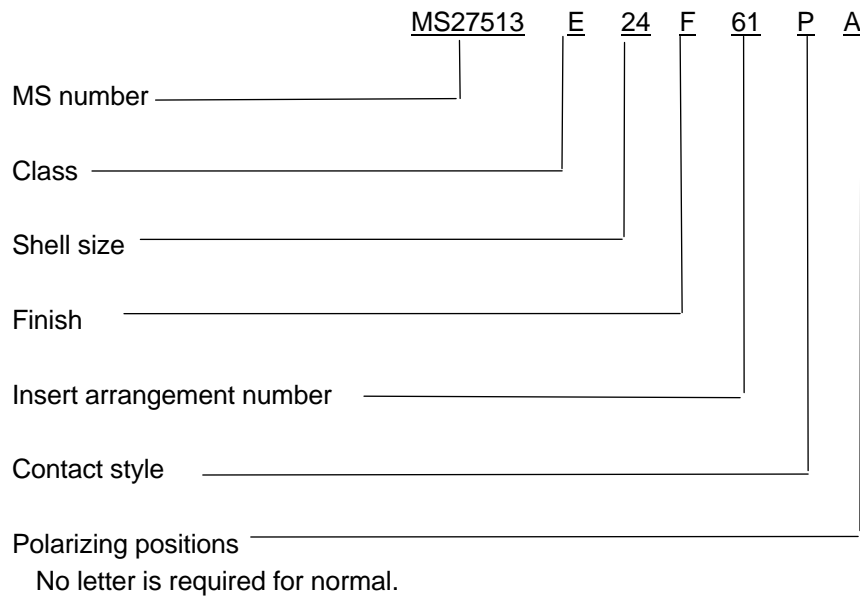 MS27513 E 24 F 61 P A
MS number
Class
Shell size
Finish
Insert arrangement number
Contact style
Polarizing positions
No letter is required for normal.